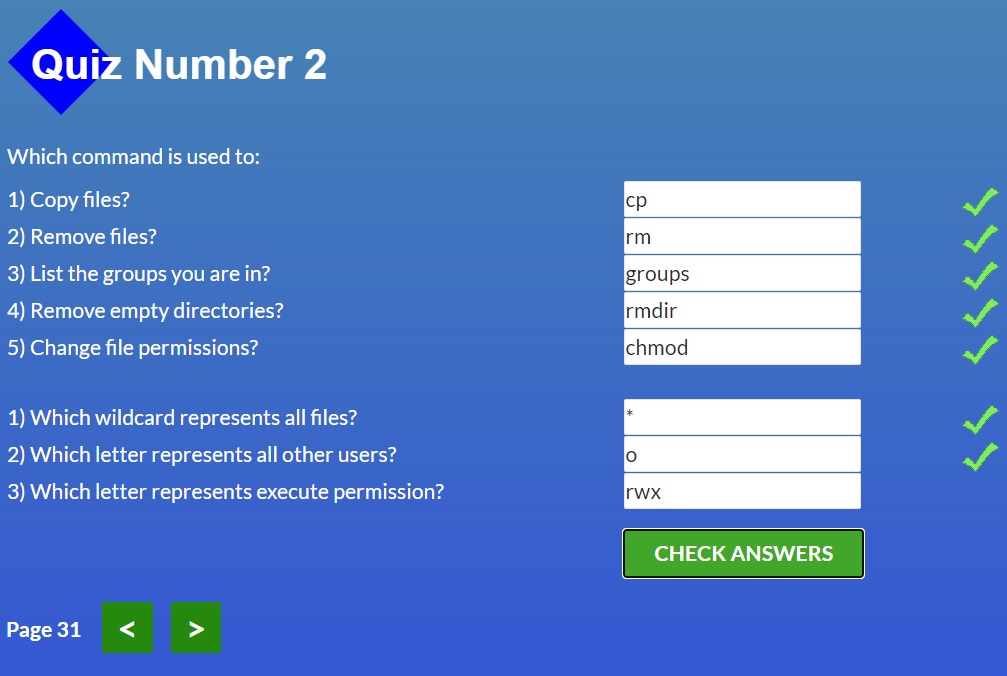 Quiz Number 2
Which command is used to:
1) Copy files? cp
2) Remove files? rm
3) List the groups you are in? groups
4) Remove empty directories? rmdir
5) Change file permissions? chmod
1) Which wildcard represents all files? *
2) Which letter represents all other users? o
3) Which letter represents execute permission? rwx
CHECK ANSWERS
Page 31 < >